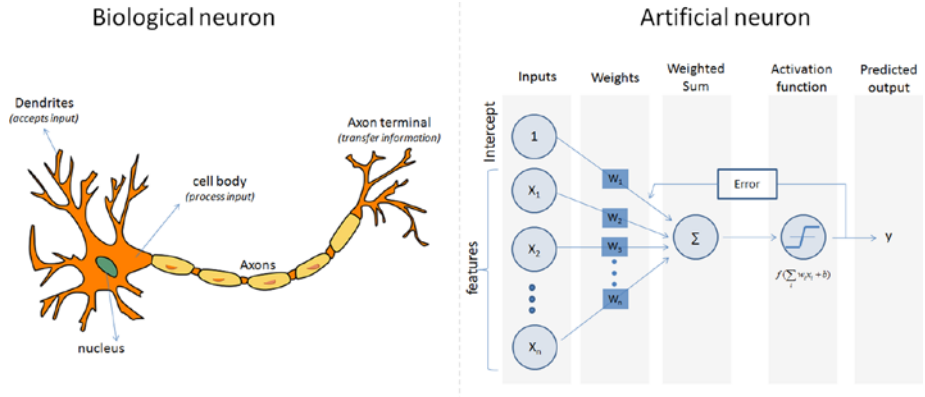 Biological neuron
Dendrites
(accepts input)
Axon terminal
(transfer information)
cell body
(process input)
Axons
nucleus
Artificial neuron
Inputs
Weights
Weighted
Sum
Activation
function
Predicted
output
Intercept
features
1
X₁
X₂
Xₙ
W₁
W₂
W₃
Wₙ
Σ
Error
y
f(∑ᵢ wᵢxᵢ + b)